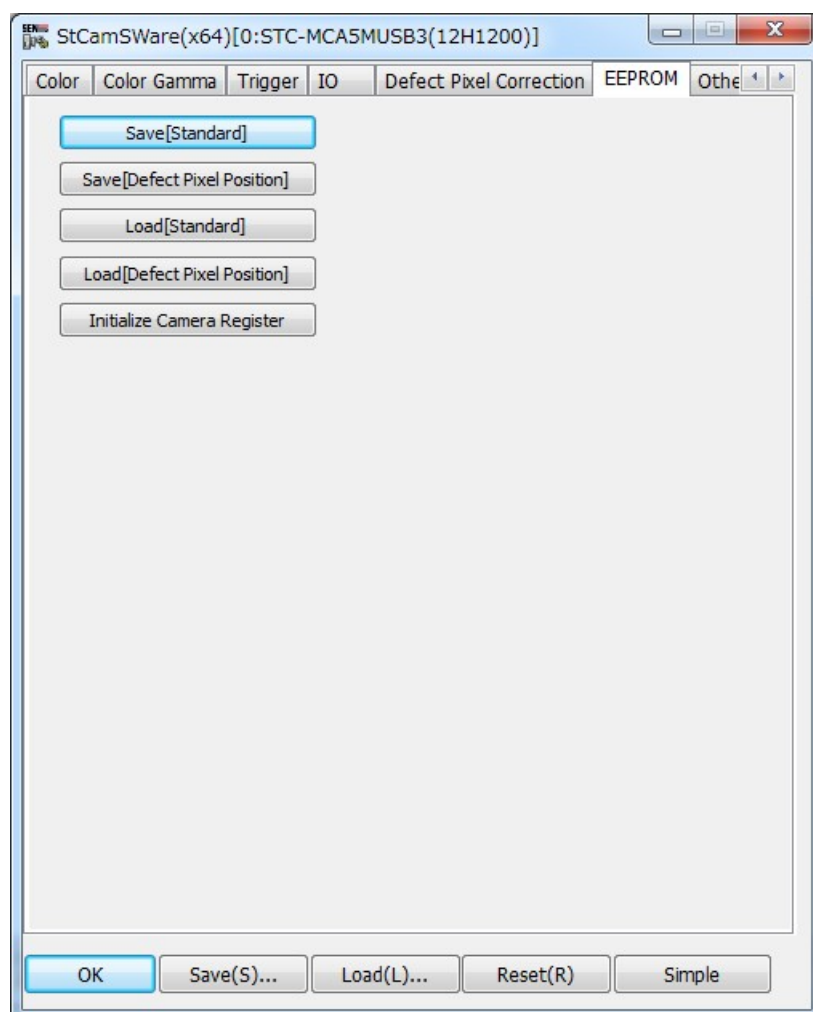 StCamSWare(x64)[0:STC-MCA5MUSB3(12H1200)]
Color Color Gamma Trigger IO Defect Pixel Correction EEPROM Othe
Save[Standard]
Save[Defect Pixel Position]
Load[Standard]
Load[Defect Pixel Position]
Initialize Camera Register
OK Save(S)... Load(L)... Reset(R) Simple